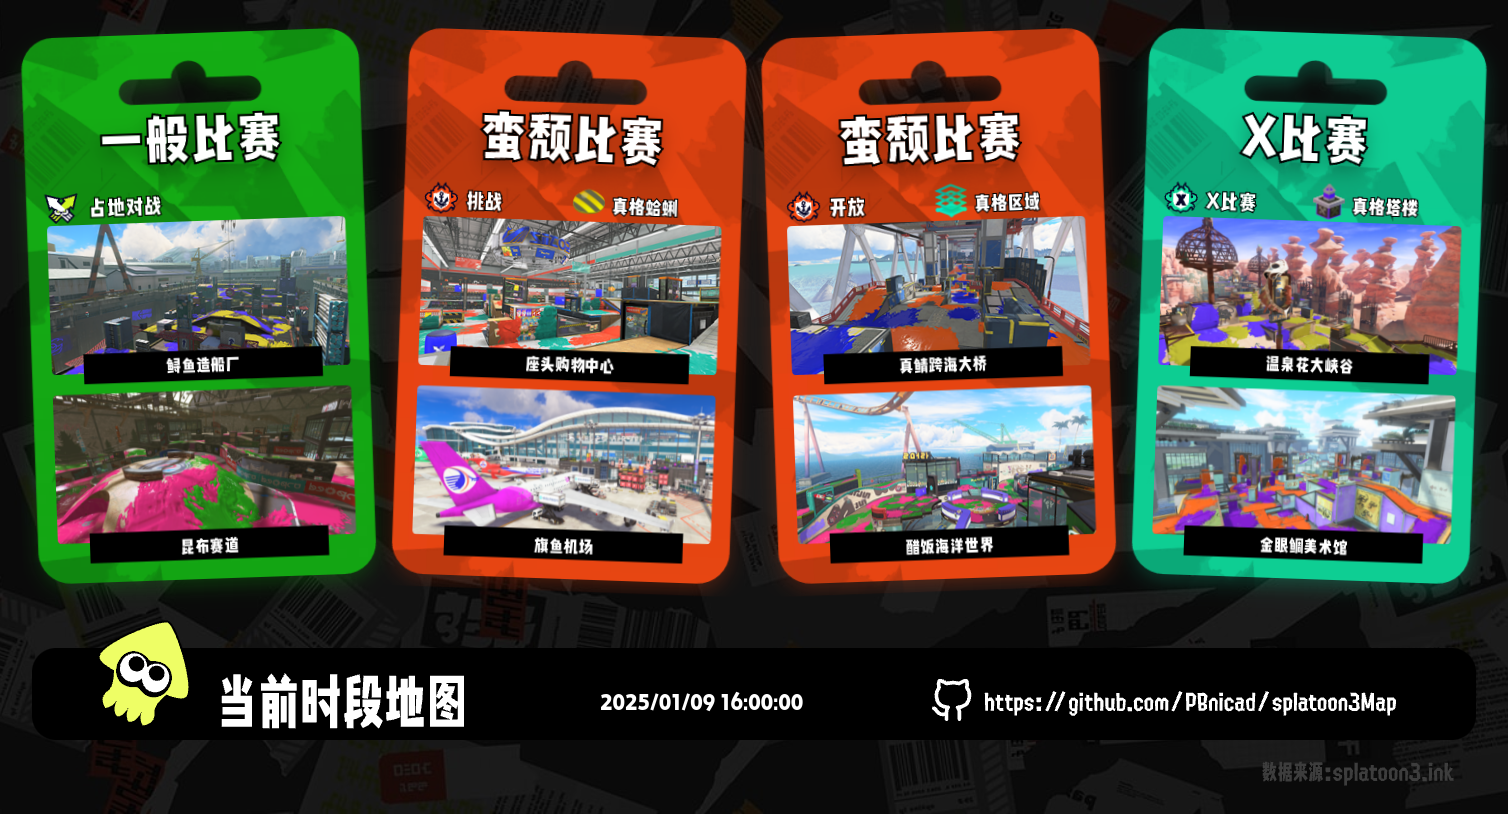 一般比赛
占地对战
鲟鱼造船厂
昆布赛道
蛮颓比赛
挑战
真格蛤蜊
座头购物中心
旗鱼机场
蛮颓比赛
开放
真格区域
真鲭跨海大桥
醋饭海洋世界
X比赛
X比赛
真格塔楼
温泉花大峡谷
金眼鲷美术馆
当前时段地图
2025/01/09 16:00:00
https://github.com/PBnicad/splatoon3Map
数据来源:splatoon3.ink